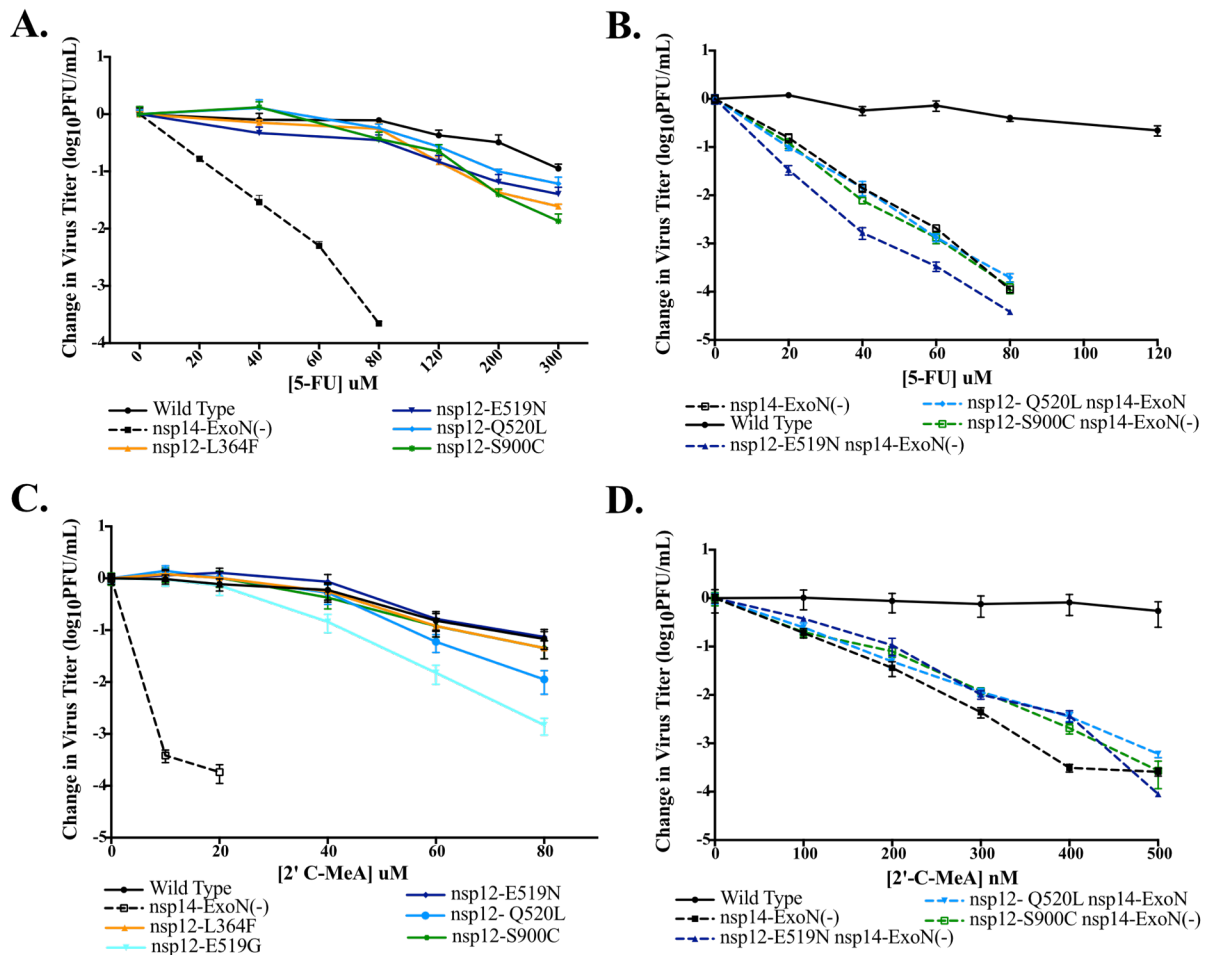 A.
Change in Virus Titer (log10PFU/mL)
1
0
-1
-2
-3
-4
0 20 40 60 80 120 200 300
[5-FU] uM
Wild Type
nsp14-ExoN(-)
nsp12-L364F
nsp12-E519N
nsp12-Q520L
nsp12-S900C
B.
Change in Virus Titer (log10PFU/mL)
1
0
-1
-2
-3
-4
-5
0 20 40 60 80 100 120
[5-FU] uM
nsp14-ExoN(-)
Wild Type
nsp12-E519N nsp14-ExoN(-)
nsp12- Q520L nsp14-ExoN
nsp12-S900C nsp14-ExoN(-)
C.
Change in Virus Titer (log10PFU/mL)
1
0
-1
-2
-3
-4
-5
0 20 40 60 80
[2' C-MeA] uM
Wild Type
nsp14-ExoN(-)
nsp12-L364F
nsp12-E519G
nsp12-E519N
nsp12- Q520L
nsp12-S900C
D.
Change in Virus Titer (log10PFU/mL)
1
0
-1
-2
-3
-4
-5
0 100 200 300 400 500
[2'-C-MeA] nM
Wild Type
nsp14-ExoN(-)
nsp12-E519N nsp14-ExoN(-)
nsp12- Q520L nsp14-ExoN
nsp12-S900C nsp14-ExoN(-)